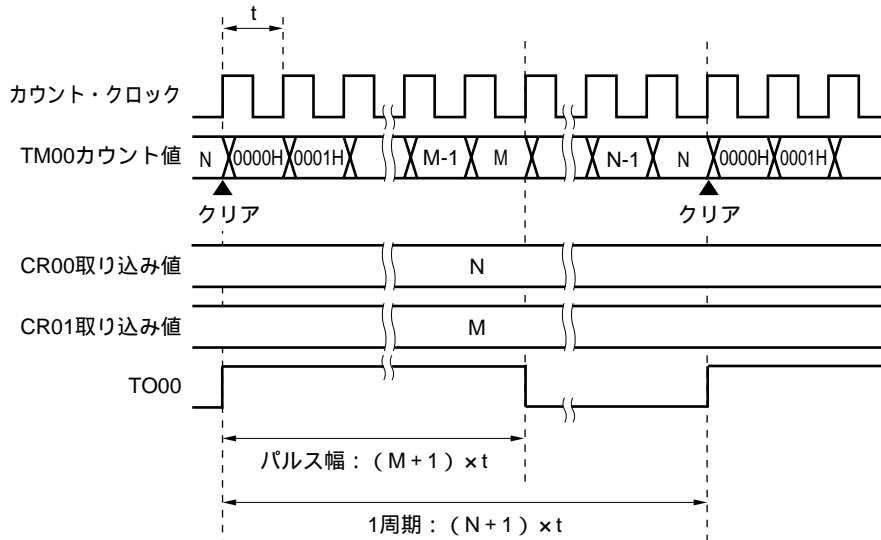 t
カウント・クロック
TM00カウント値 N 0000H 0001H M-1 M N-1 N 0000H 0001H
クリア クリア
CR00取り込み値 N
CR01取り込み値 M
TO00
パルス幅：（M+1）×t
1周期：（N+1）×t